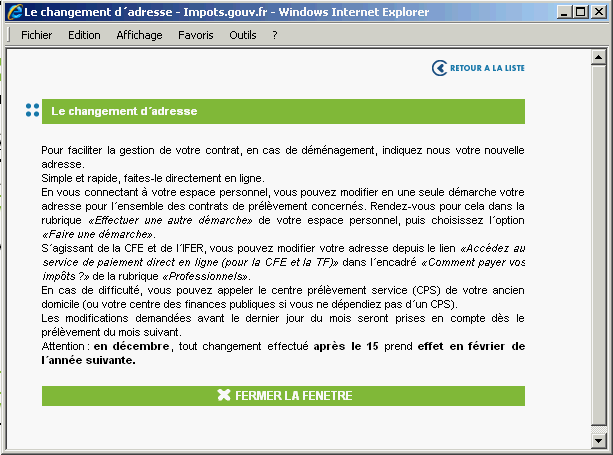 Le changement d´adresse - Impots.gouv.fr - Windows Internet Explorer
Fichier Edition Affichage Favoris Outils ?
RETOUR A LA LISTE
Le changement d´adresse
Pour faciliter la gestion de votre contrat, en cas de déménagement, indiquez nous votre nouvelle
adresse.
Simple et rapide, faites-le directement en ligne.
En vous connectant à votre espace personnel, vous pouvez modifier en une seule démarche votre
adresse pour l´ensemble des contrats de prélèvement concernés. Rendez-vous pour cela dans la
rubrique «Effectuer une autre démarche» de votre espace personnel, puis choisissez l´option
«Faire une démarche».
S´agissant de la CFE et de l´IFER, vous pouvez modifier votre adresse depuis le lien «Accédez au
service de paiement direct en ligne (pour la CFE et la TF)» dans l´encadré «Comment payer vos
impôts ?» de la rubrique «Professionnels».
En cas de difficulté, vous pouvez appeler le centre prélèvement service (CPS) de votre ancien
domicile (ou votre centre des finances publiques si vous ne dépendiez pas d´un CPS).
Les modifications demandées avant le dernier jour du mois seront prises en compte dès le
prélèvement du mois suivant.
Attention : en décembre, tout changement effectué après le 15 prend effet en février de
l´année suivante.
FERMER LA FENETRE